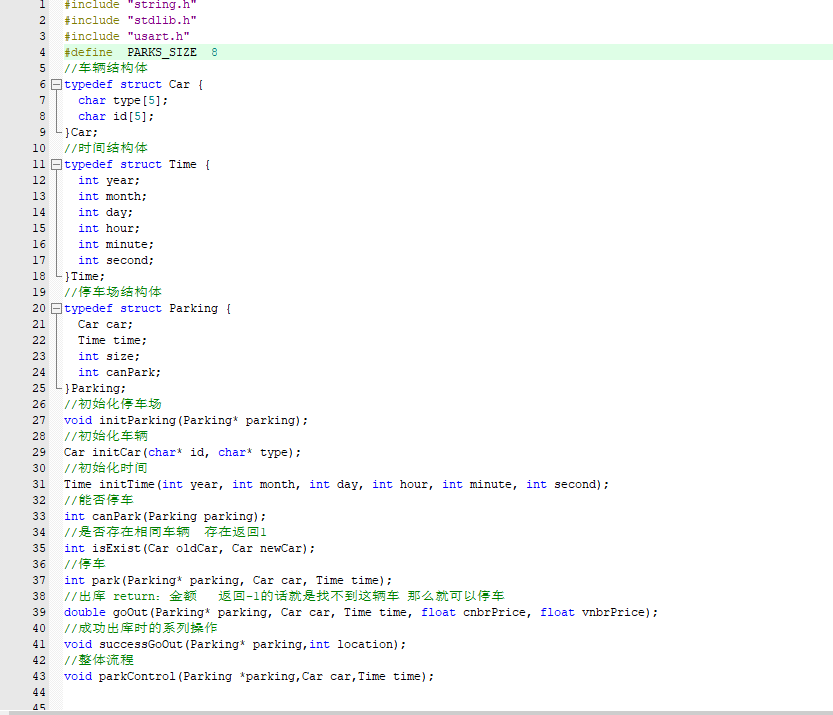 1 #include "string.h"
2 #include "stdlib.h"
3 #include "usart.h"
4 #define  PARKS_SIZE  8
5 //车辆结构体
6 typedef struct Car {
7   char type[5];
8   char id[5];
9 }Car;
10 //时间结构体
11 typedef struct Time {
12   int year;
13   int month;
14   int day;
15   int hour;
16   int minute;
17   int second;
18 }Time;
19 //停车场结构体
20 typedef struct Parking {
21   Car car;
22   Time time;
23   int size;
24   int canPark;
25 }Parking;
26 //初始化停车场
27 void initParking(Parking* parking);
28 //初始化车辆
29 Car initCar(char* id, char* type);
30 //初始化时间
31 Time initTime(int year, int month, int day, int hour, int minute, int second);
32 //能否停车
33 int canPark(Parking parking);
34 //是否存在相同车辆  存在返回1
35 int isExist(Car oldCar, Car newCar);
36 //停车
37 int park(Parking* parking, Car car, Time time);
38 //出库 return: 金额   返回-1的话就是找不到这辆车 那么就可以停车
39 double goOut(Parking* parking, Car car, Time time, float cnbrPrice, float vnbrPrice);
40 //成功出库时的系列操作
41 void successGoOut(Parking* parking,int location);
42 //整体流程
43 void parkControl(Parking *parking,Car car,Time time);
44
45